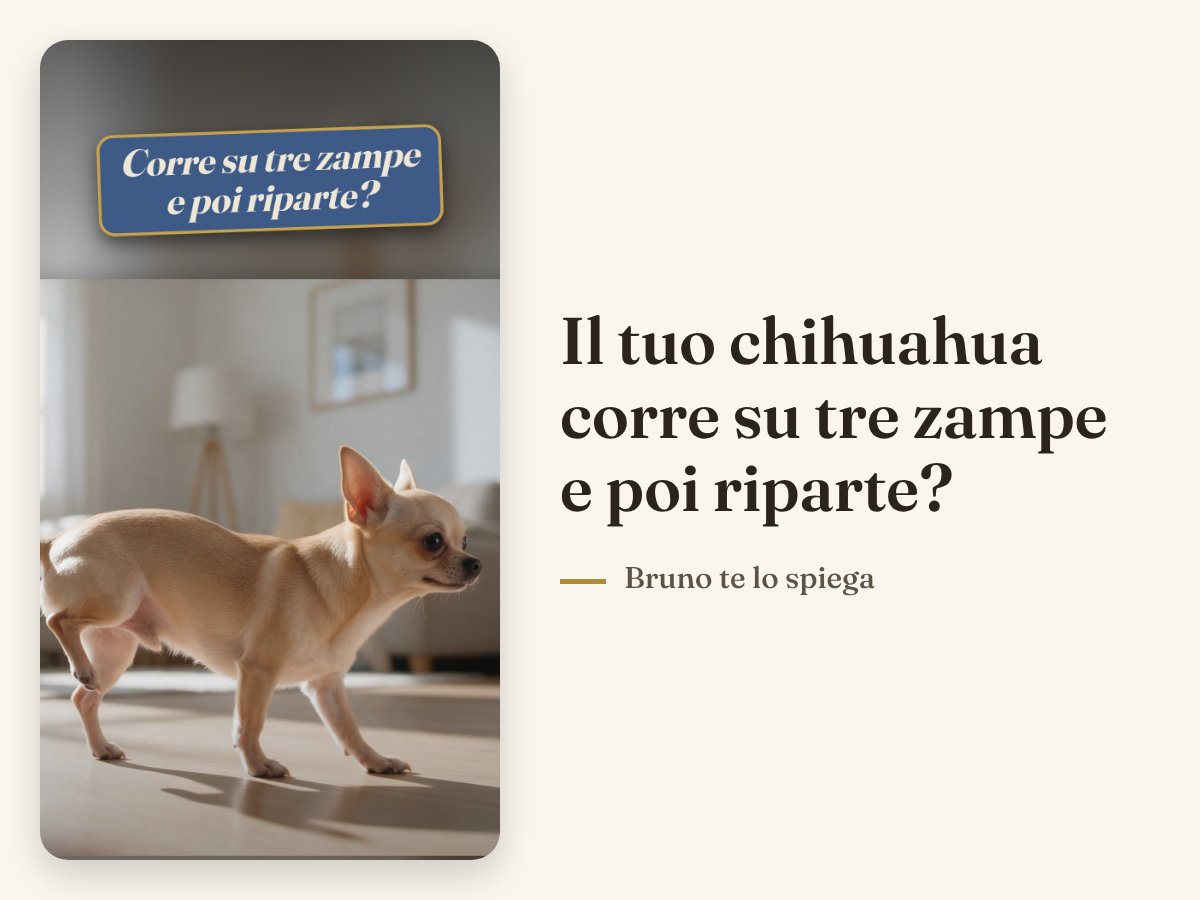 Corre su tre zampe
e poi riparte?
Il tuo chihuahua
corre su tre zampe
e poi riparte?
Bruno te lo spiega